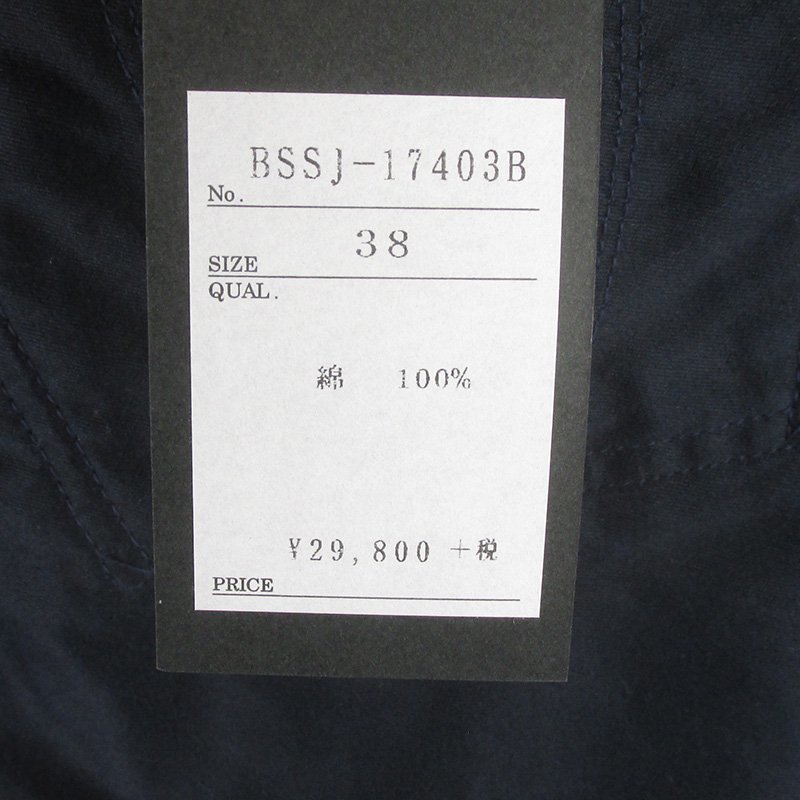 BSSJ-17403B
No.
38
SIZE
QUAL.
綿 100%
¥29,800 +税
PRICE